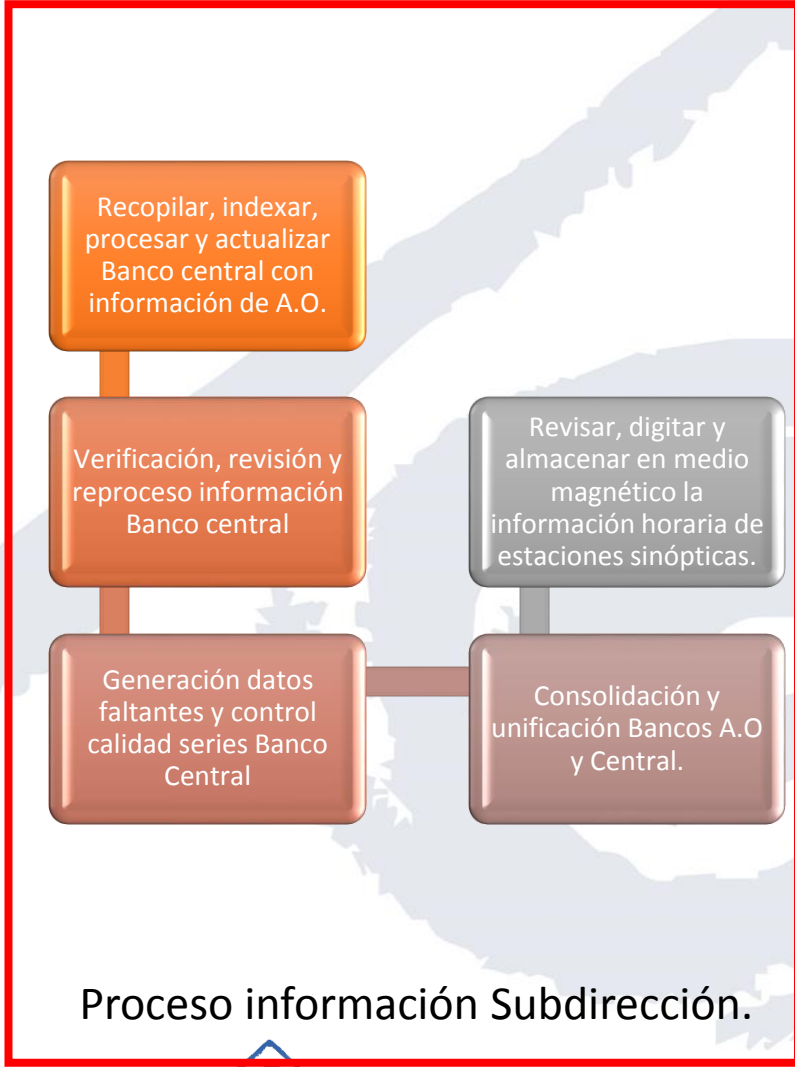 Recopilar, indexar,
procesar y actualizar
Banco central con
información de A.O.
Verificación, revisión y
reproceso información
Banco central
Generación datos
faltantes y control
calidad series Banco
Central
Consolidación y
unificación Bancos A.O
y Central.
Revisar, digitar y
almacenar en medio
magnético la
información horaria de
estaciones sinópticas.
Proceso información Subdirección.